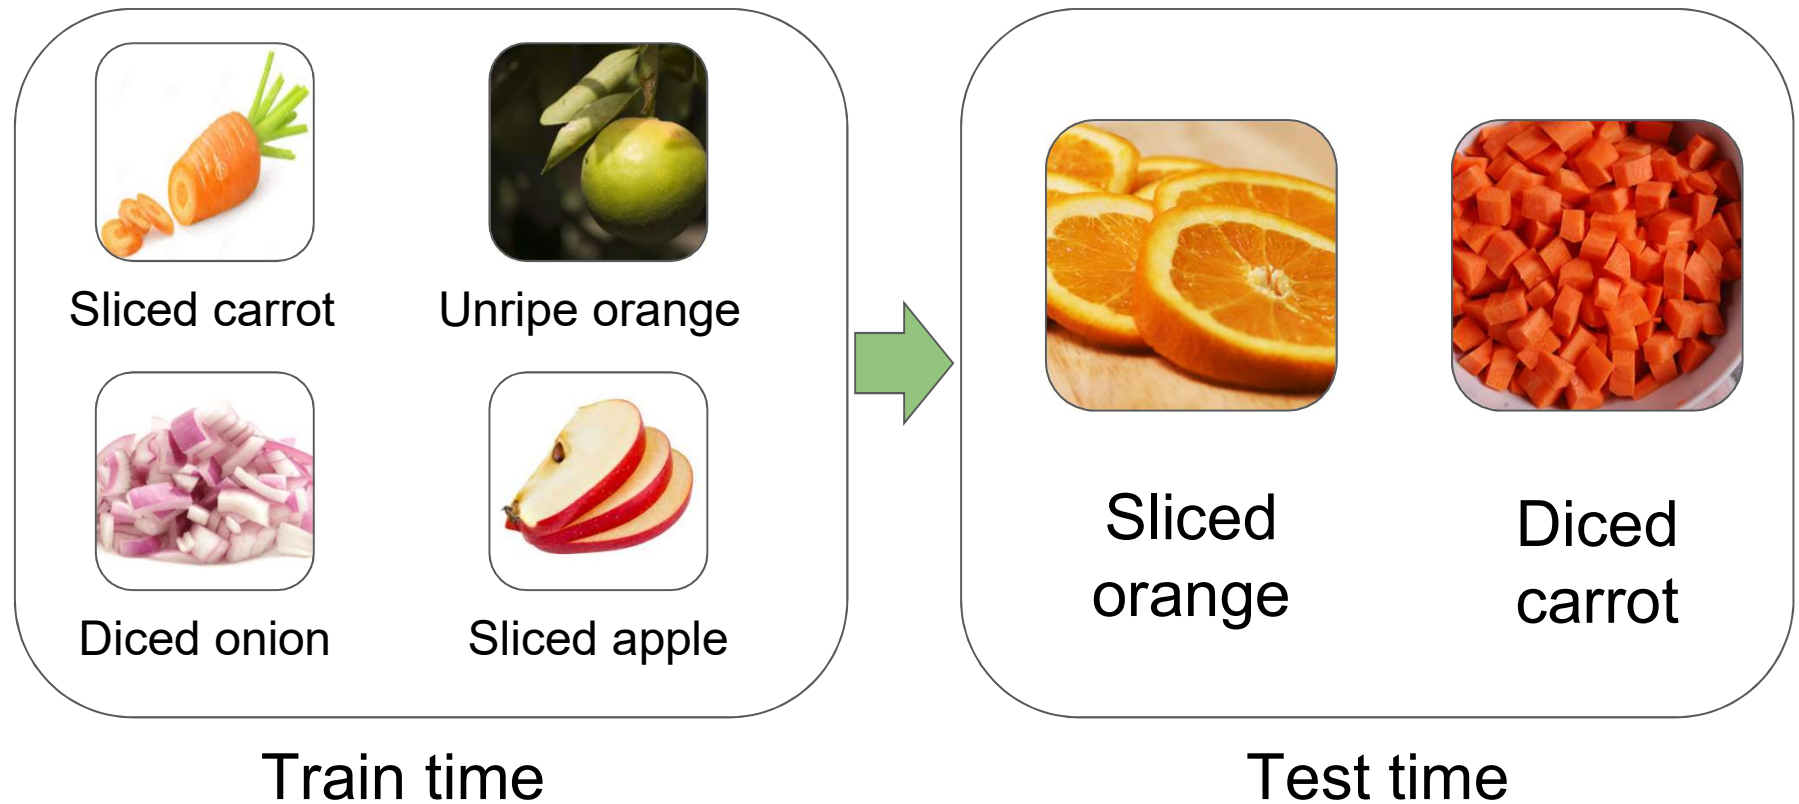 Sliced carrot
Unripe orange
Diced onion
Sliced apple
Train time
Sliced
orange
Diced
carrot
Test time